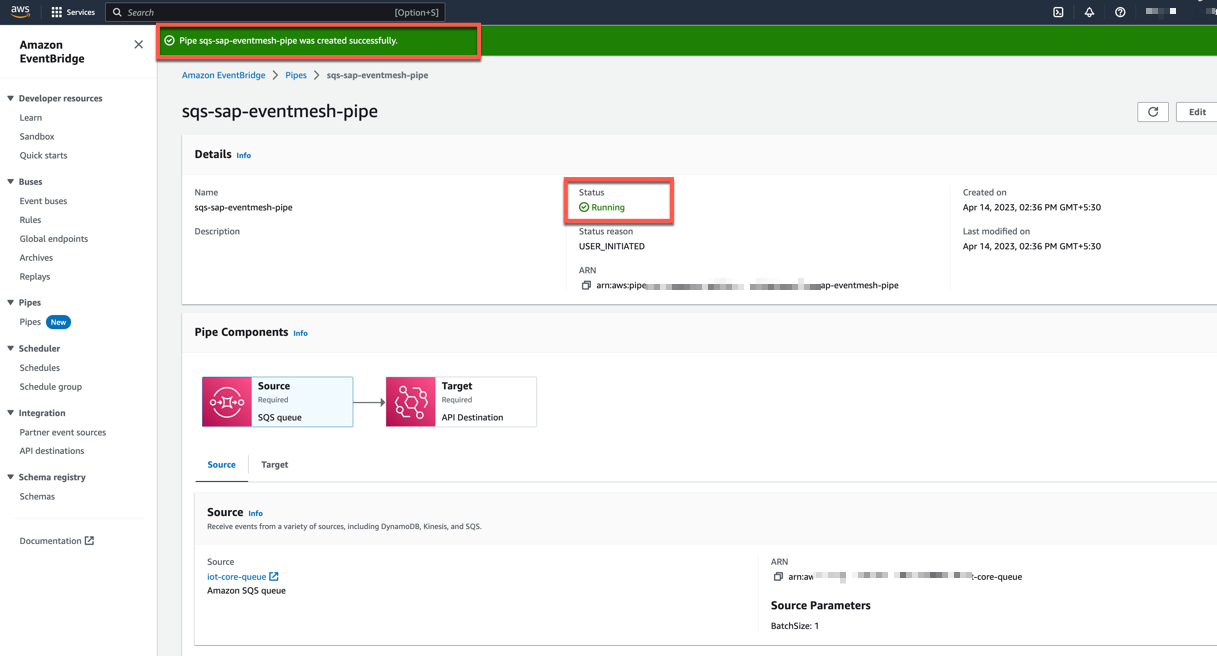 aws Services Search [Option+S]
Amazon EventBridge
Developer resources
Learn
Sandbox
Quick starts
Buses
Event buses
Rules
Global endpoints
Archives
Replays
Pipes
Pipes New
Scheduler
Schedules
Schedule group
Integration
Partner event sources
API destinations
Schema registry
Schemas
Documentation
Pipe sqs-sap-eventmesh-pipe was created successfully.
Amazon EventBridge Pipes sqs-sap-eventmesh-pipe
sqs-sap-eventmesh-pipe
Edit
Details Info
Name
sqs-sap-eventmesh-pipe
Description
Status
Running
Status reason
USER_INITIATED
ARN
arn:aws:pipe ap-eventmesh-pipe
Created on
Apr 14, 2023, 02:36 PM GMT+5:30
Last modified on
Apr 14, 2023, 02:36 PM GMT+5:30
Pipe Components Info
Source
Required
SQS queue
Target
Required
API Destination
Source Target
Source Info
Receive events from a variety of sources, including DynamoDB, Kinesis, and SQS.
Source
iot-core-queue
Amazon SQS queue
ARN
arn:aw t-core-queue
Source Parameters
BatchSize: 1